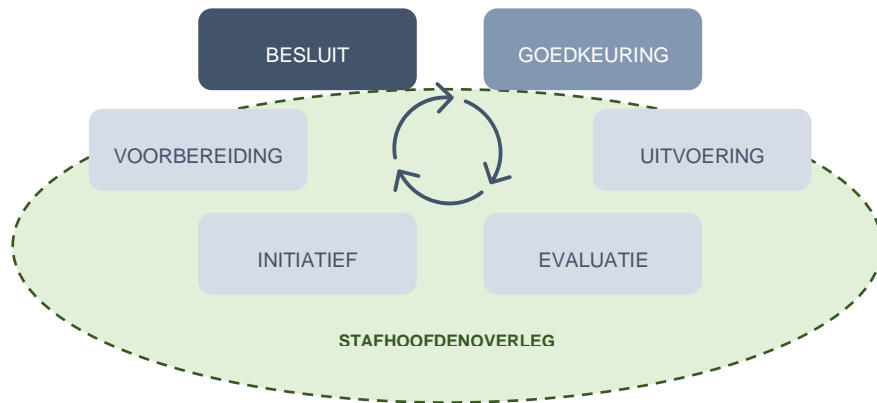 BESLUIT
GOEDKEURING
VOORBEREIDING
UITVOERING
INITIATIEF
EVALUATIE
STAFHOOFDENOVERLEG